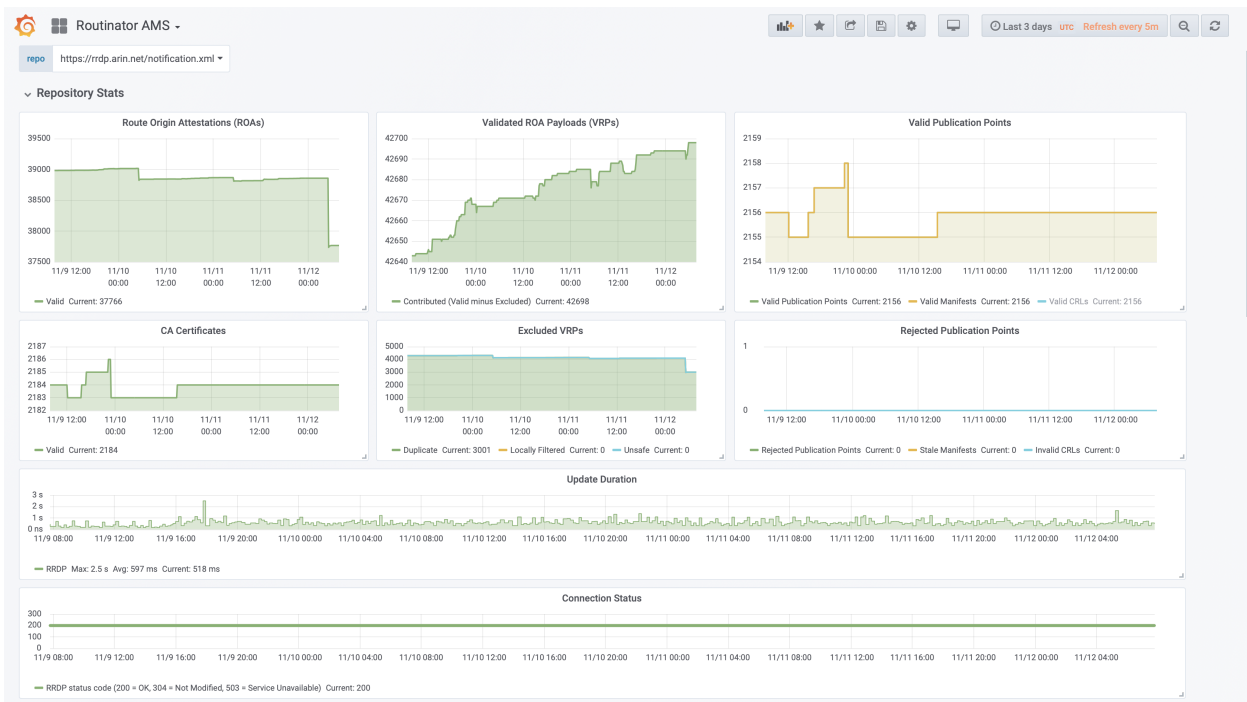 Routinator AMS
Last 3 days UTC Refresh every 5m
repo https://rrdp.arin.net/notification.xml
Repository Stats
Route Origin Attestations (ROAs)
39500
39000
38500
38000
37500
11/9 12:00 11/10 00:00 11/10 12:00 11/11 00:00 11/11 12:00 11/12 00:00
Valid Current: 37766
Validated ROA Payloads (VRPs)
42700
42690
42680
42670
42660
42650
42640
11/9 12:00 11/10 00:00 11/10 12:00 11/11 00:00 11/11 12:00 11/12 00:00
Contributed (Valid minus Excluded) Current: 42698
Valid Publication Points
2159
2158
2157
2156
2155
2154
11/9 12:00 11/10 00:00 11/10 12:00 11/11 00:00 11/11 12:00 11/12 00:00
Valid Publication Points Current: 2156 Valid Manifests Current: 2156 Valid CRLs Current: 2156
CA Certificates
2187
2186
2185
2184
2183
2182
11/9 12:00 11/10 00:00 11/10 12:00 11/11 00:00 11/11 12:00 11/12 00:00
Valid Current: 2184
Excluded VRPs
5000
4000
3000
2000
1000
0
11/9 12:00 11/10 00:00 11/10 12:00 11/11 00:00 11/11 12:00 11/12 00:00
Duplicate Current: 3001 Locally Filtered Current: 0 Unsafe Current: 0
Rejected Publication Points
1
0
11/9 12:00 11/10 00:00 11/10 12:00 11/11 00:00 11/11 12:00 11/12 00:00
Rejected Publication Points Current: 0 Stale Manifests Current: 0 Invalid CRLs Current: 0
Update Duration
3 s
2 s
1 s
0 ns
11/9 08:00 11/9 12:00 11/9 16:00 11/9 20:00 11/10 00:00 11/10 04:00 11/10 08:00 11/10 12:00 11/10 16:00 11/10 20:00 11/11 00:00 11/11 04:00 11/11 08:00 11/11 12:00 11/11 16:00 11/11 20:00 11/12 00:00 11/12 04:00
RRDP Max: 2.5 s Avg: 597 ms Current: 518 ms
Connection Status
300
200
100
0
11/9 08:00 11/9 12:00 11/9 16:00 11/9 20:00 11/10 00:00 11/10 04:00 11/10 08:00 11/10 12:00 11/10 16:00 11/10 20:00 11/11 00:00 11/11 04:00 11/11 08:00 11/11 12:00 11/11 16:00 11/11 20:00 11/12 00:00 11/12 04:00
RRDP status code (200 = OK, 304 = Not Modified, 503 = Service Unavailable) Current: 200